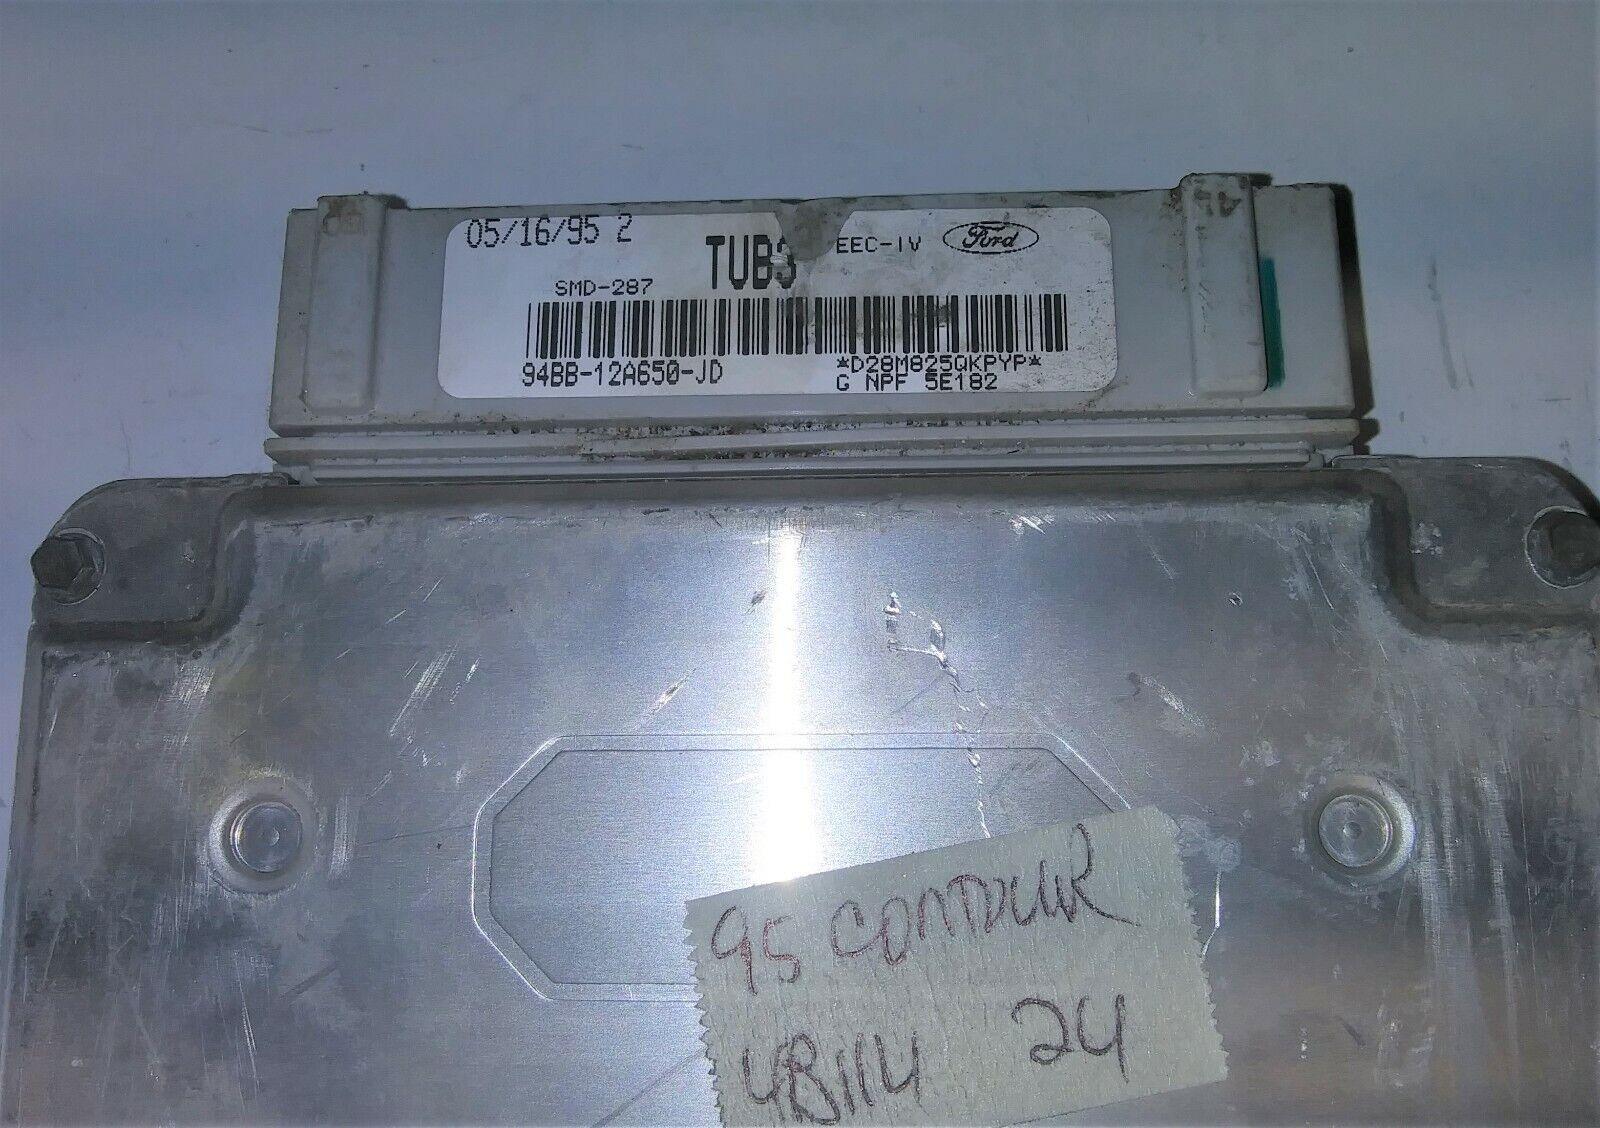 05/16/95 2
TUB3
EEC-IV
Ford
SMD-287
94BB-12A650-JD
*D28M825QKPYP*
G NPF 5E182
95 CONTOUR
4B114 24